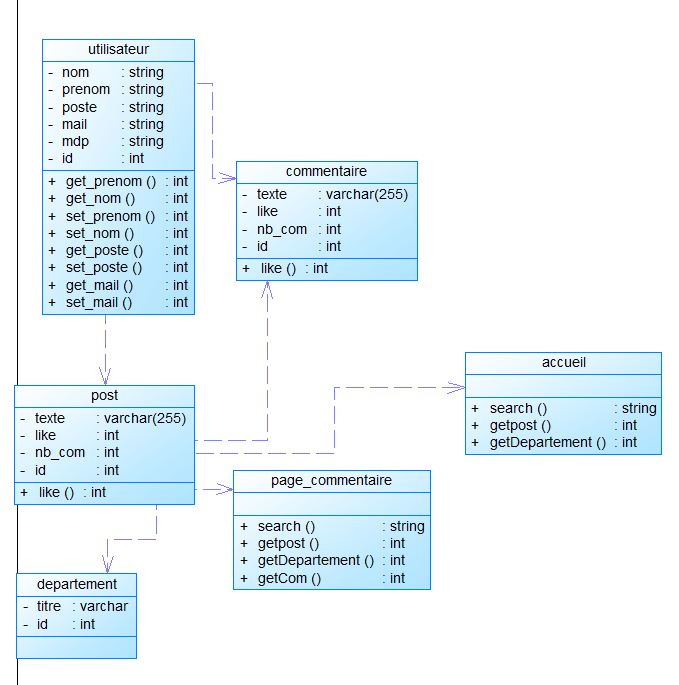 utilisateur
- nom : string
- prenom : string
- poste : string
- mail : string
- mdp : string
- id : int
+ get_prenom () : int
+ get_nom () : int
+ set_prenom () : int
+ set_nom () : int
+ get_poste () : int
+ set_poste () : int
+ get_mail () : int
+ set_mail () : int
commentaire
- texte : varchar(255)
- like : int
- nb_com : int
- id : int
+ like () : int
post
- texte : varchar(255)
- like : int
- nb_com : int
- id : int
+ like () : int
accueil
+ search () : string
+ getpost () : int
+ getDepartement () : int
page_commentaire
+ search () : string
+ getpost () : int
+ getDepartement () : int
+ getCom () : int
departement
- titre : varchar
- id : int